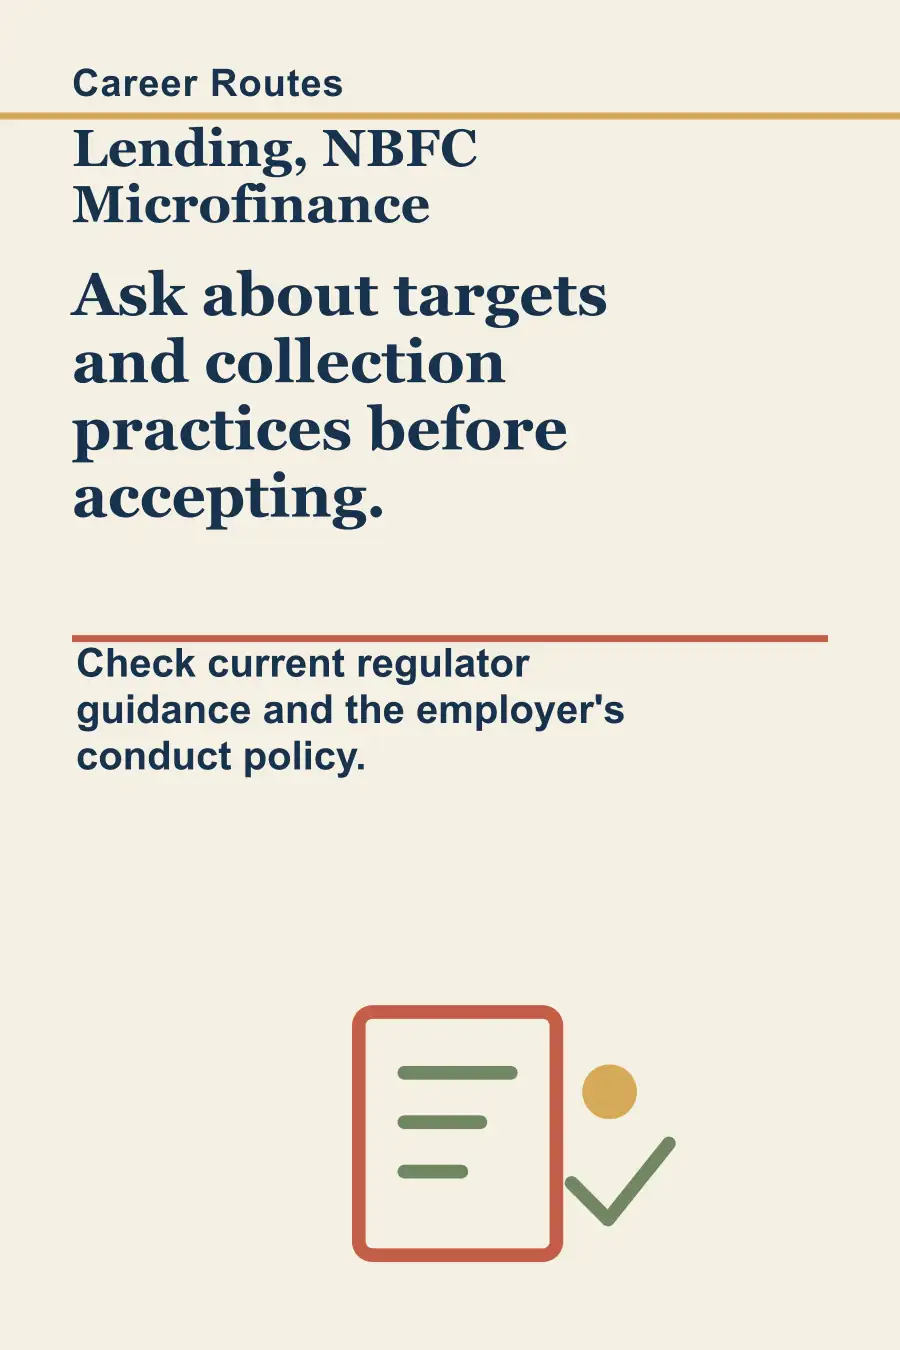 Career Routes
Lending, NBFC
Microfinance
Ask about targets
and collection
practices before
accepting.
Check current regulator
guidance and the employer's
conduct policy.